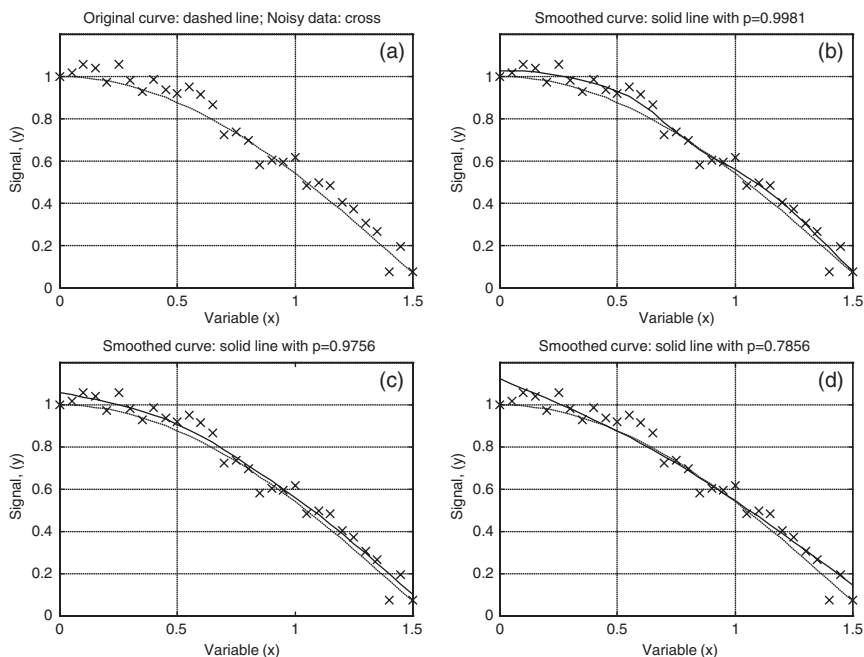 Original curve: dashed line; Noisy data: cross
(a)
1
0.8
0.6
0.4
0.2
0
Signal, (y)
0
0.5
1
1.5
Variable (x)
Smoothed curve: solid line with p=0.9981
(b)
1
0.8
0.6
0.4
0.2
0
Signal, (y)
0
0.5
1
1.5
Variable (x)
Smoothed curve: solid line with p=0.9756
(c)
1
0.8
0.6
0.4
0.2
0
Signal, (y)
0
0.5
1
1.5
Variable (x)
Smoothed curve: solid line with p=0.7856
(d)
1
0.8
0.6
0.4
0.2
0
Signal, (y)
0
0.5
1
1.5
Variable (x)